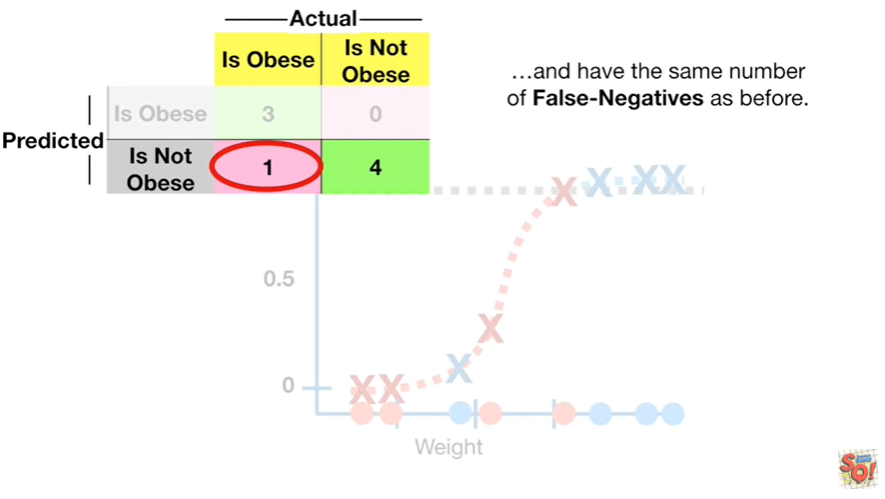 Actual
Is Obese
Is Not
Obese
…and have the same number
of False-Negatives as before.
Predicted
Is Obese
3
0
Is Not
Obese
1
4
X
X
X
X
0.5
X
X
0
X
X
Weight
SQ!